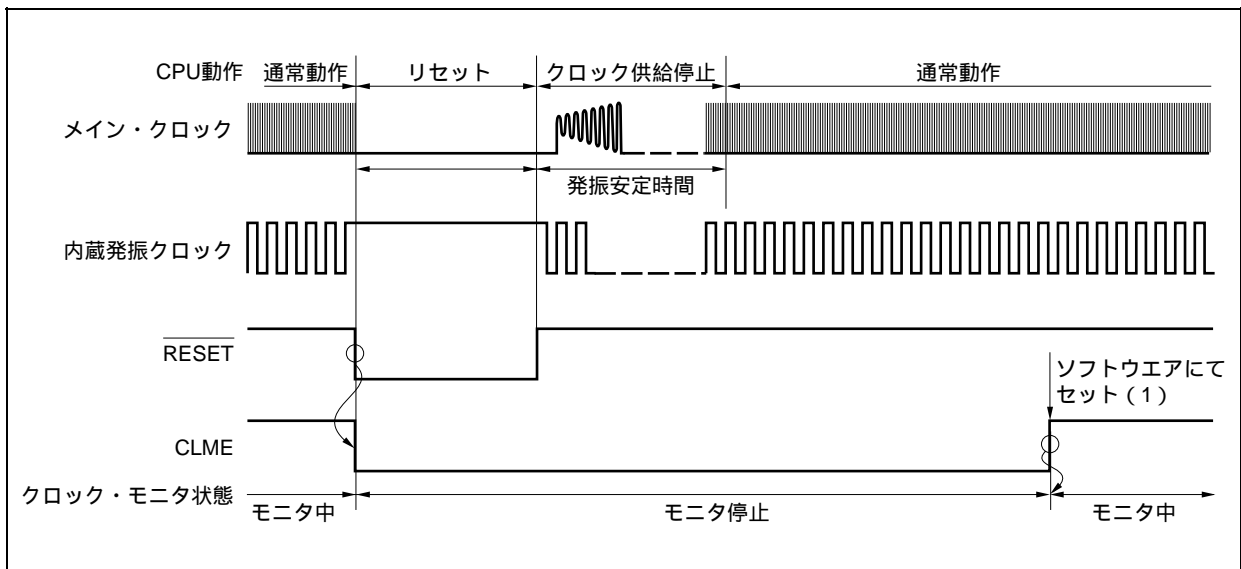 CPU動作 通常動作 リセット クロック供給停止 通常動作
メイン・クロック
発振安定時間
内蔵発振クロック
RESET
ソフトウエアにて
セット（1）
CLME
クロック・モニタ状態
モニタ中 モニタ停止 モニタ中